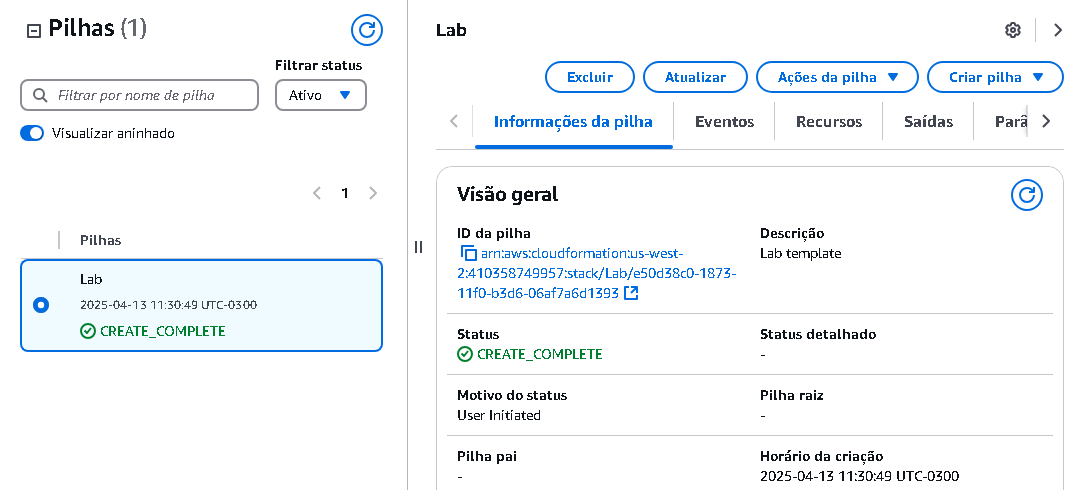 Pilhas (1)
Filtrar status
Filtrar por nome de pilha
Ativo
Visualizar aninhado
1
Pilhas
Lab
2025-04-13 11:30:49 UTC-0300
CREATE_COMPLETE
Lab
Excluir
Atualizar
Ações da pilha
Criar pilha
Informações da pilha
Eventos
Recursos
Saídas
Parâ
Visão geral
ID da pilha
arn:aws:cloudformation:us-west-
2:410358749957:stack/Lab/e50d38c0-1873-
11f0-b3d6-06af7a6d1393
Descrição
Lab template
Status
CREATE_COMPLETE
Status detalhado
-
Motivo do status
User Initiated
Pilha raiz
-
Pilha pai
-
Horário da criação
2025-04-13 11:30:49 UTC-0300